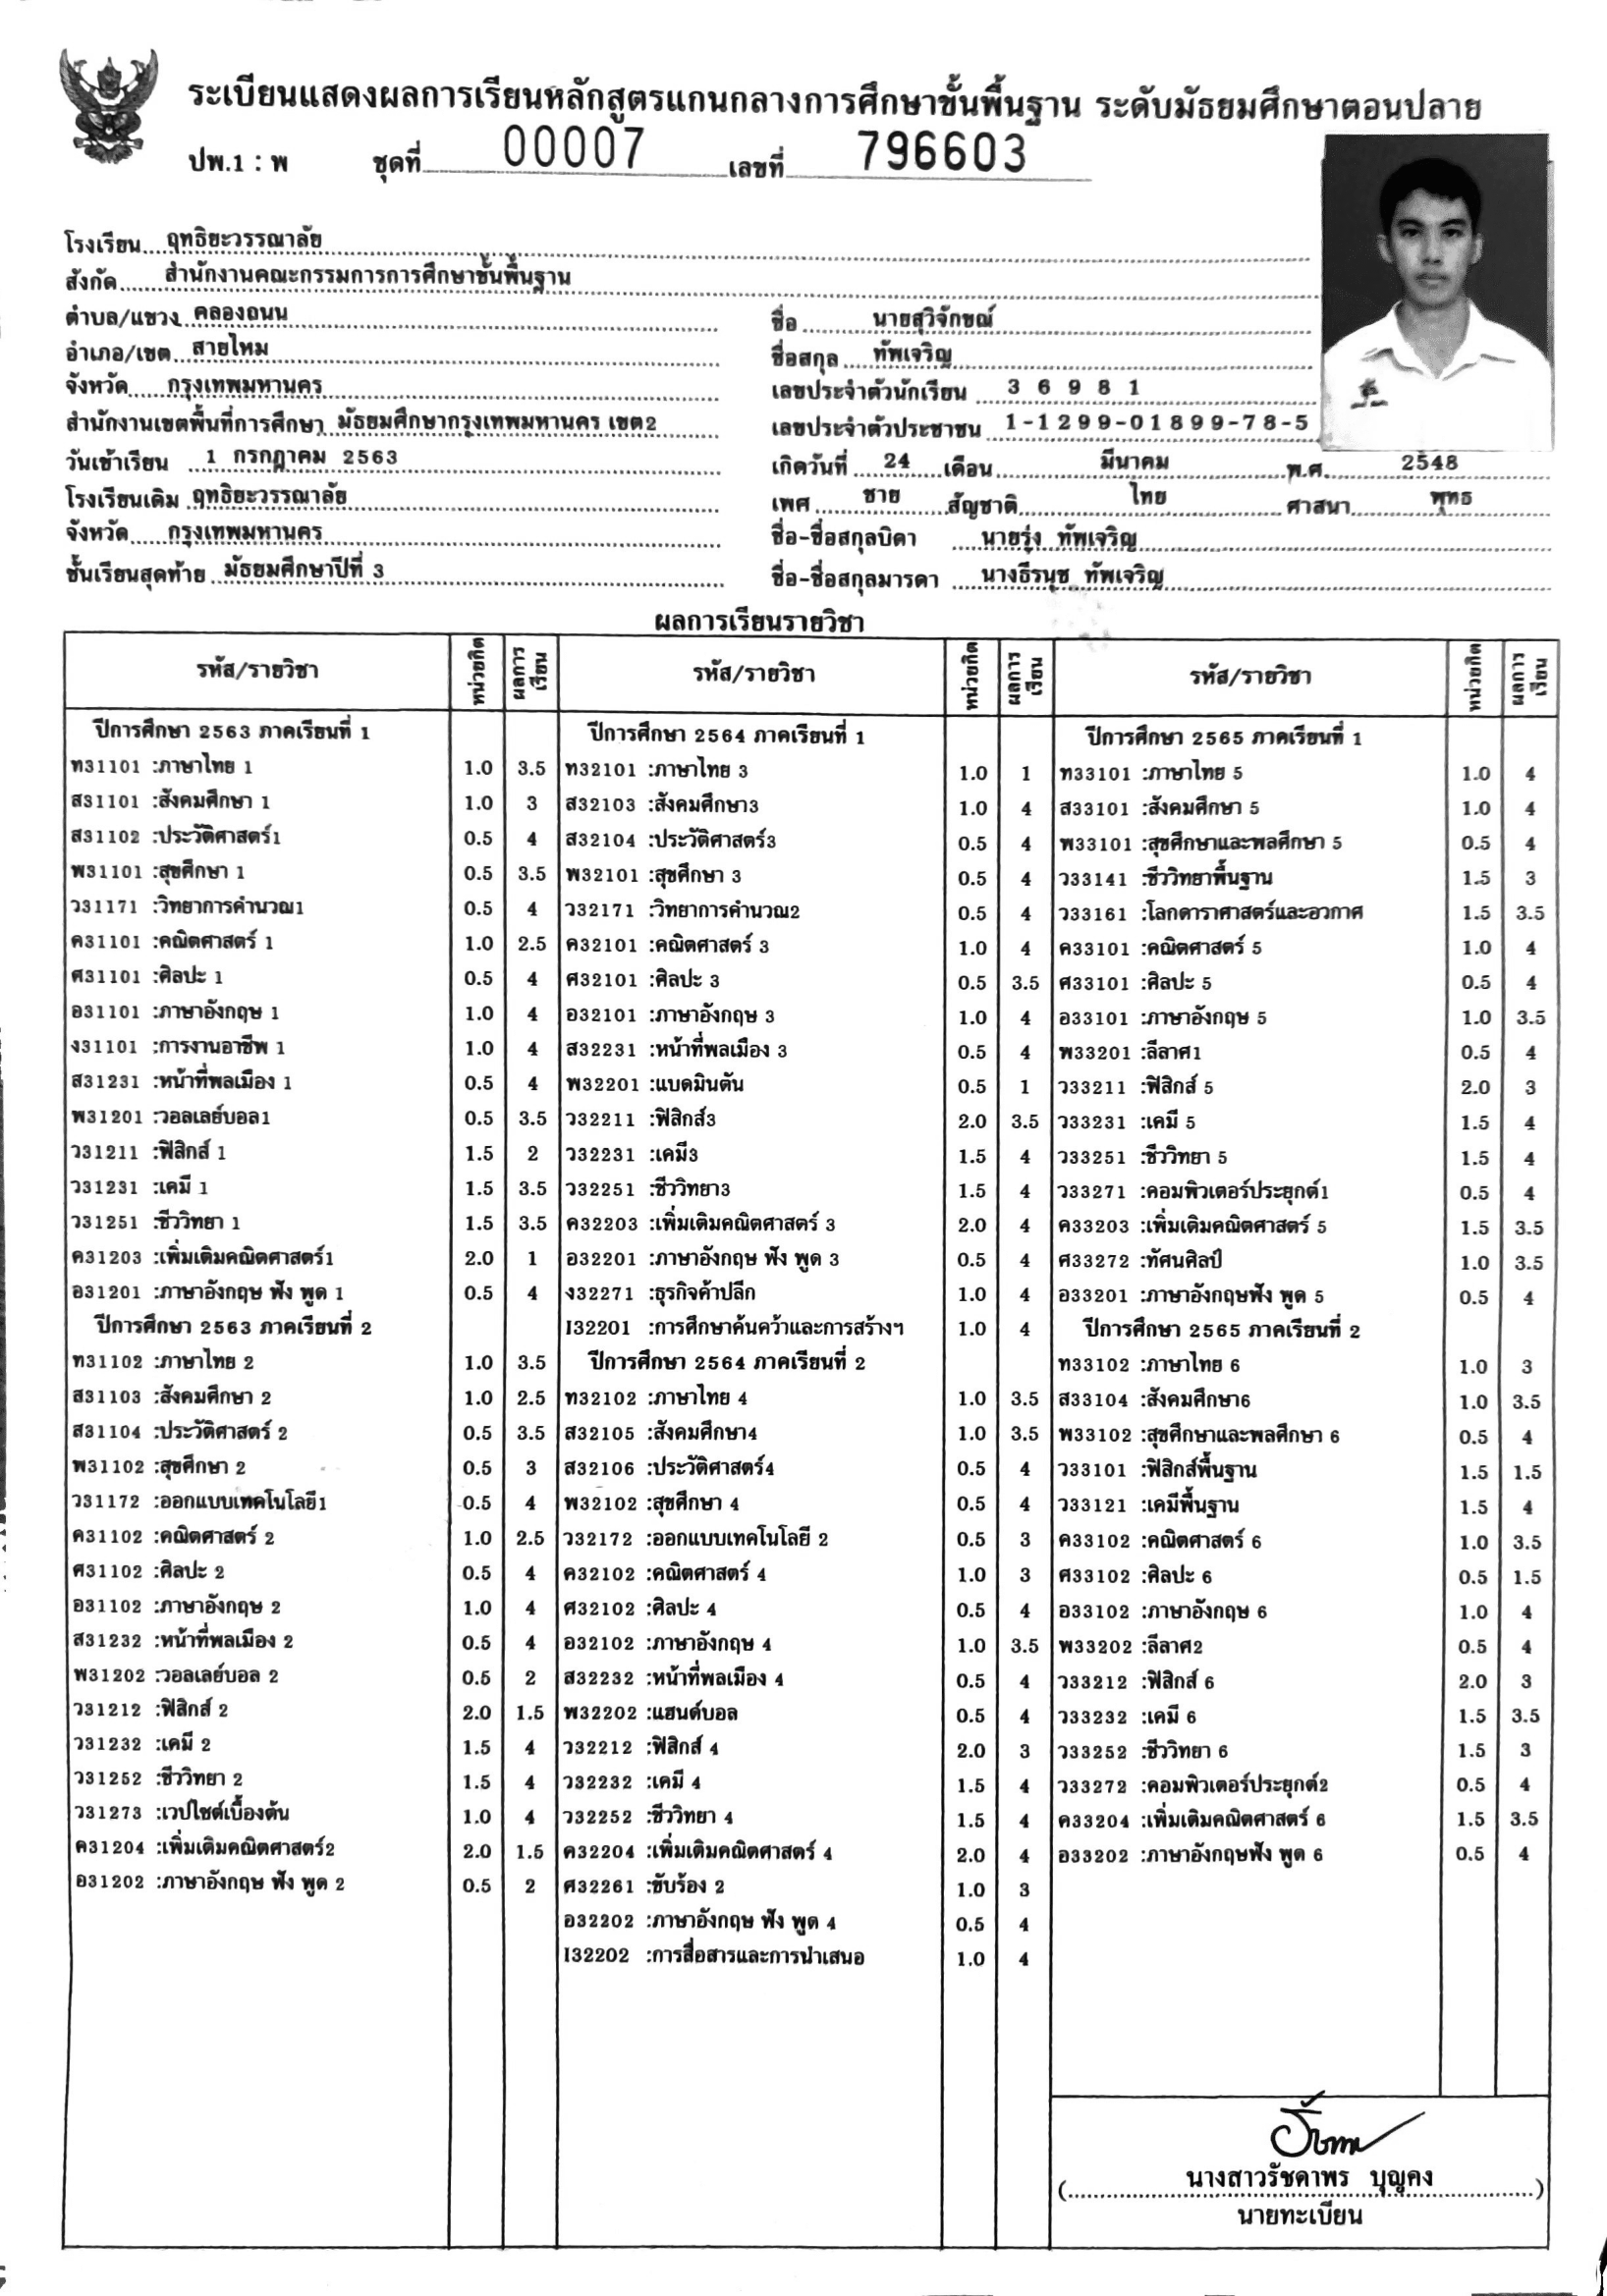 ระเบียนแสดงผลการเรียนหลักสูตรแกนกลางการศึกษาขั้นพื้นฐาน ระดับมัธยมศึกษาตอนปลาย
ปพ.1 : พ ชุดที่ 00007 เลขที่ 796603
โรงเรียน ฤทธิยะวรรณาลัย
สังกัด สำนักงานคณะกรรมการการศึกษาขั้นพื้นฐาน
ตำบล/แขวง คลองถนน
อำเภอ/เขต สายไหม
จังหวัด กรุงเทพมหานคร
สำนักงานเขตพื้นที่การศึกษา มัธยมศึกษากรุงเทพมหานคร เขต2
วันเข้าเรียน 1 กรกฎาคม 2563
โรงเรียนเดิม ฤทธิยะวรรณาลัย
จังหวัด กรุงเทพมหานคร
ชั้นเรียนสุดท้าย มัธยมศึกษาปีที่ 3
ชื่อ นายสุวิจักขณ์
ชื่อสกุล ทัพเจริญ
เลขประจำตัวนักเรียน 3 6 9 8 1
เลขประจำตัวประชาชน 1-1299-01899-78-5
เกิดวันที่ 24 เดือน มีนาคม พ.ศ. 2548
เพศ ชาย สัญชาติ ไทย ศาสนา พุทธ
ชื่อ-ชื่อสกุลบิดา นายรุ่ง ทัพเจริญ
ชื่อ-ชื่อสกุลมารดา นางธีรนุช ทัพเจริญ
ผลการเรียนรายวิชา
รหัส/รายวิชา หน่วยกิต ผลการเรียน
ปีการศึกษา 2563 ภาคเรียนที่ 1
ท31101 :ภาษาไทย 1 1.0 3.5
ส31101 :สังคมศึกษา 1 1.0 3
ส31102 :ประวัติศาสตร์1 0.5 4
พ31101 :สุขศึกษา 1 0.5 3.5
ว31171 :วิทยาการคำนวณ1 0.5 4
ค31101 :คณิตศาสตร์ 1 1.0 2.5
ศ31101 :ศิลปะ 1 0.5 4
อ31101 :ภาษาอังกฤษ 1 1.0 4
ง31101 :การงานอาชีพ 1 1.0 4
ส31231 :หน้าที่พลเมือง 1 0.5 4
พ31201 :วอลเลย์บอล1 0.5 3.5
ว31211 :ฟิสิกส์ 1 1.5 2
ว31231 :เคมี 1 1.5 3.5
ว31251 :ชีววิทยา 1 1.5 3.5
ค31203 :เพิ่มเติมคณิตศาสตร์1 2.0 1
อ31201 :ภาษาอังกฤษ ฟัง พูด 1 0.5 4
ปีการศึกษา 2563 ภาคเรียนที่ 2
ท31102 :ภาษาไทย 2 1.0 3.5
ส31103 :สังคมศึกษา 2 1.0 2.5
ส31104 :ประวัติศาสตร์ 2 0.5 3.5
พ31102 :สุขศึกษา 2 0.5 3
ว31172 :ออกแบบเทคโนโลยี1 0.5 4
ค31102 :คณิตศาสตร์ 2 1.0 2.5
ศ31102 :ศิลปะ 2 0.5 4
อ31102 :ภาษาอังกฤษ 2 1.0 4
ส31232 :หน้าที่พลเมือง 2 0.5 4
พ31202 :วอลเลย์บอล 2 0.5 2
ว31212 :ฟิสิกส์ 2 2.0 1.5
ว31232 :เคมี 2 1.5 4
ว31252 :ชีววิทยา 2 1.5 4
ว31273 :เวปไซต์เบื้องต้น 1.0 4
ค31204 :เพิ่มเติมคณิตศาสตร์2 2.0 1.5
อ31202 :ภาษาอังกฤษ ฟัง พูด 2 0.5 2
รหัส/รายวิชา หน่วยกิต ผลการเรียน
ปีการศึกษา 2564 ภาคเรียนที่ 1
ท32101 :ภาษาไทย 3 1.0 1
ส32103 :สังคมศึกษา3 1.0 4
ส32104 :ประวัติศาสตร์3 0.5 4
พ32101 :สุขศึกษา 3 0.5 4
ว32171 :วิทยาการคำนวณ2 0.5 4
ค32101 :คณิตศาสตร์ 3 1.0 4
ศ32101 :ศิลปะ 3 0.5 3.5
อ32101 :ภาษาอังกฤษ 3 1.0 4
ส32231 :หน้าที่พลเมือง 3 0.5 4
พ32201 :แบดมินตัน 0.5 1
ว32211 :ฟิสิกส์3 2.0 3.5
ว32231 :เคมี3 1.5 4
ว32251 :ชีววิทยา3 1.5 4
ค32203 :เพิ่มเติมคณิตศาสตร์ 3 2.0 4
อ32201 :ภาษาอังกฤษ ฟัง พูด 3 0.5 4
ง32271 :ธุรกิจค้าปลีก 1.0 4
I32201 :การศึกษาค้นคว้าและการสร้างฯ 1.0 4
ปีการศึกษา 2564 ภาคเรียนที่ 2
ท32102 :ภาษาไทย 4 1.0 3.5
ส32105 :สังคมศึกษา4 1.0 3.5
ส32106 :ประวัติศาสตร์4 0.5 4
พ32102 :สุขศึกษา 4 0.5 4
ว32172 :ออกแบบเทคโนโลยี 2 0.5 3
ค32102 :คณิตศาสตร์ 4 1.0 3
ศ32102 :ศิลปะ 4 0.5 4
อ32102 :ภาษาอังกฤษ 4 1.0 3.5
ส32232 :หน้าที่พลเมือง 4 0.5 4
พ32202 :แฮนด์บอล 0.5 4
ว32212 :ฟิสิกส์ 4 2.0 3
ว32232 :เคมี 4 1.5 4
ว32252 :ชีววิทยา 4 1.5 4
ค32204 :เพิ่มเติมคณิตศาสตร์ 4 2.0 4
ศ32261 :ขับร้อง 2 1.0 3
อ32202 :ภาษาอังกฤษ ฟัง พูด 4 0.5 4
I32202 :การสื่อสารและการนำเสนอ 1.0 4
รหัส/รายวิชา หน่วยกิต ผลการเรียน
ปีการศึกษา 2565 ภาคเรียนที่ 1
ท33101 :ภาษาไทย 5 1.0 4
ส33101 :สังคมศึกษา 5 1.0 4
พ33101 :สุขศึกษาและพลศึกษา 5 0.5 4
ว33141 :ชีววิทยาพื้นฐาน 1.5 3
ว33161 :โลกดาราศาสตร์และอวกาศ 1.5 3.5
ค33101 :คณิตศาสตร์ 5 1.0 4
ศ33101 :ศิลปะ 5 0.5 4
อ33101 :ภาษาอังกฤษ 5 1.0 3.5
พ33201 :ลีลาศ1 0.5 4
ว33211 :ฟิสิกส์ 5 2.0 3
ว33231 :เคมี 5 1.5 4
ว33251 :ชีววิทยา 5 1.5 4
ว33271 :คอมพิวเตอร์ประยุกต์1 0.5 4
ค33203 :เพิ่มเติมคณิตศาสตร์ 5 1.5 3.5
ศ33272 :ทัศนศิลป์ 1.0 3.5
อ33201 :ภาษาอังกฤษฟัง พูด 5 0.5 4
ปีการศึกษา 2565 ภาคเรียนที่ 2
ท33102 :ภาษาไทย 6 1.0 3
ส33104 :สังคมศึกษา6 1.0 3.5
พ33102 :สุขศึกษาและพลศึกษา 6 0.5 4
ว33101 :ฟิสิกส์พื้นฐาน 1.5 1.5
ว33121 :เคมีพื้นฐาน 1.5 4
ค33102 :คณิตศาสตร์ 6 1.0 3.5
ศ33102 :ศิลปะ 6 0.5 1.5
อ33102 :ภาษาอังกฤษ 6 1.0 4
พ33202 :ลีลาศ2 0.5 4
ว33212 :ฟิสิกส์ 6 2.0 3
ว33232 :เคมี 6 1.5 3.5
ว33252 :ชีววิทยา 6 1.5 3
ว33272 :คอมพิวเตอร์ประยุกต์2 0.5 4
ค33204 :เพิ่มเติมคณิตศาสตร์ 6 1.5 3.5
อ33202 :ภาษาอังกฤษฟัง พูด 6 0.5 4
(นางสาวรัชดาพร บุญคง)
นายทะเบียน